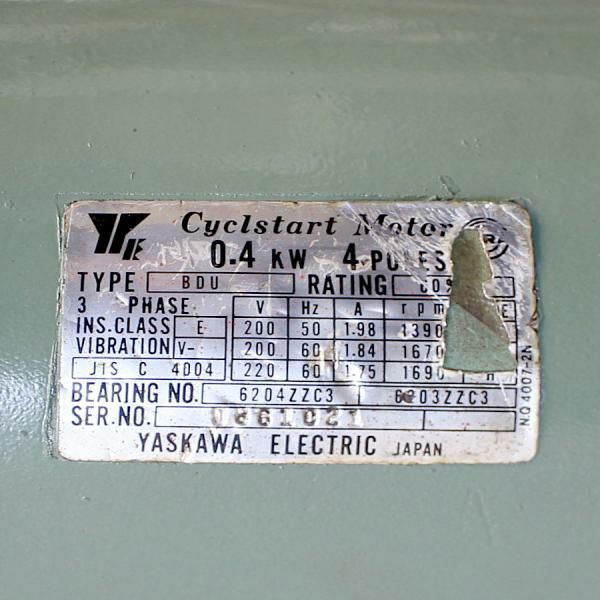 Cyclstart Motor
0.4 KW 4 POLES
TYPE BDU RATING
3 PHASE V Hz A rpm
INS.CLASS E 200 50 1.98 1390
VIBRATION V- 200 60 1.84 1670
JIS C 4004 220 60 1.75 1690
BEARING NO. 6204ZZC3 6203ZZC3
SER.NO. 0861021
YASKAWA ELECTRIC JAPAN
N.Q 4007-2N